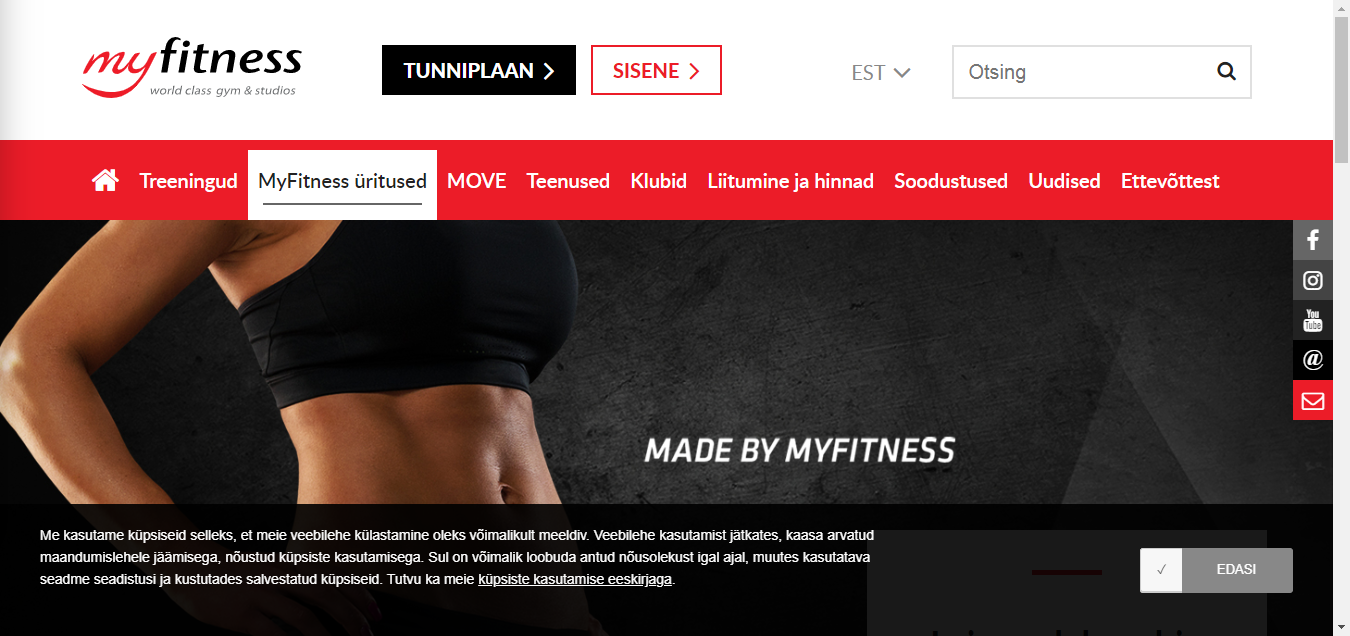 myfitness
world class gym & studios
TUNNIPLAAN
SISENE
EST
Otsing
Treeningud
MyFitness üritused
MOVE
Teenused
Klubid
Liitumine ja hinnad
Soodustused
Uudised
Ettevõttest
You
Tube
@
MADE BY MYFITNESS
Me kasutame küpsiseid selleks, et meie veebilehe külastamine oleks võimalikult meeldiv. Veebilehe kasutamist jätkates, kaasa arvatud
maandumislehele jäämisega, nõustud küpsiste kasutamisega. Sul on võimalik loobuda antud nõusolekust igal ajal, muutes kasutatava
seadme seadistusi ja kustutades salvestatud küpsiseid. Tutvu ka meie küpsiste kasutamise eeskirjaga.
✓ EDASI